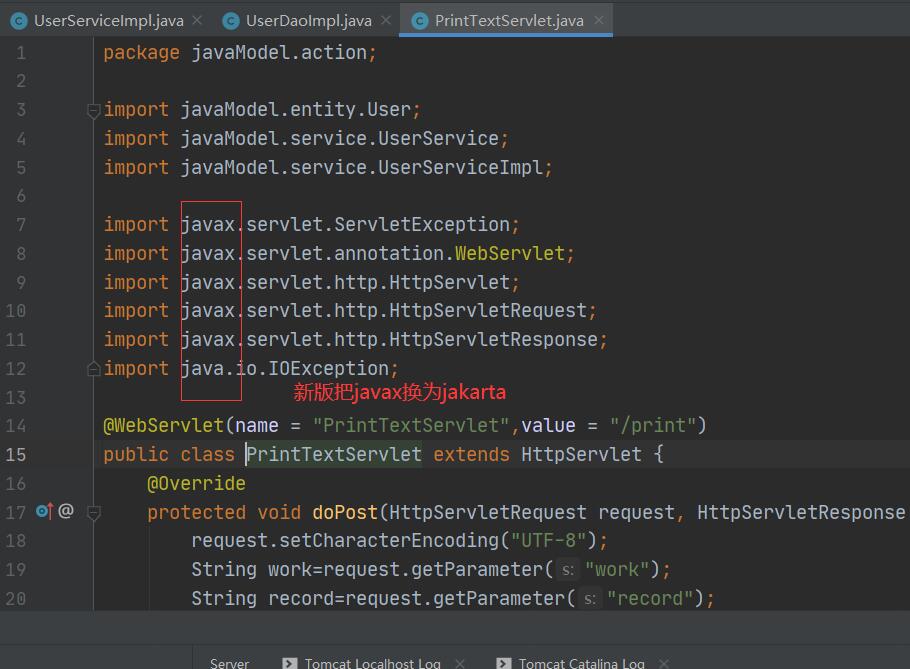 UserServiceImpl.java × UserDaoImpl.java × PrintTextServlet.java ×
1 package javaModel.action;
2
3 import javaModel.entity.User;
4 import javaModel.service.UserService;
5 import javaModel.service.UserServiceImpl;
6
7 import javax.servlet.ServletException;
8 import javax.servlet.annotation.WebServlet;
9 import javax.servlet.http.HttpServlet;
10 import javax.servlet.http.HttpServletRequest;
11 import javax.servlet.http.HttpServletResponse;
12 import java.io.IOException;
13 新版把javax换为jakarta
14 @WebServlet(name = "PrintTextServlet",value = "/print")
15 public class PrintTextServlet extends HttpServlet {
16 @Override
17 @ protected void doPost(HttpServletRequest request, HttpServletResponse
18 request.setCharacterEncoding("UTF-8");
19 String work=request.getParameter( s: "work");
20 String record=request.getParameter( s: "record");
Server Tomcat Localhost Log × Tomcat Catalina Log ×